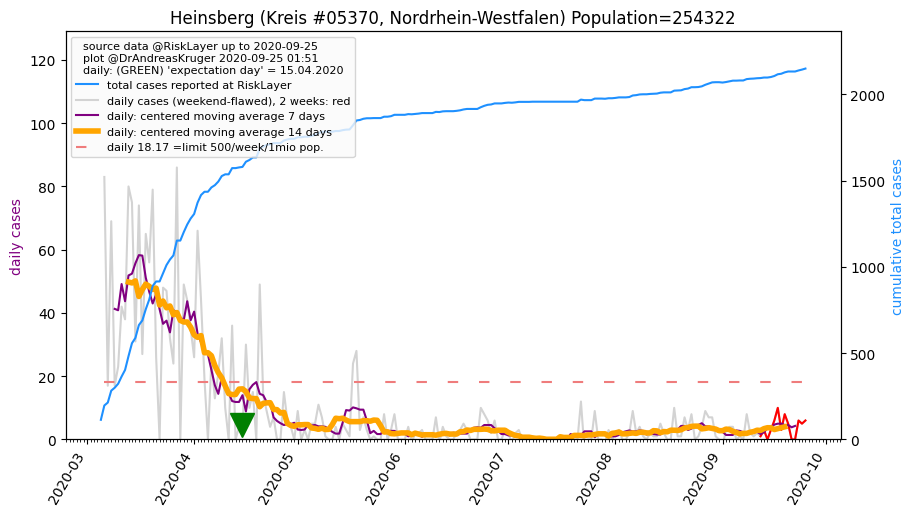 Heinsberg (Kreis #05370, Nordrhein-Westfalen) Population=254322
source data @RiskLayer up to 2020-09-25
plot @DrAndreasKruger 2020-09-25 01:51
daily: (GREEN) 'expectation day' = 15.04.2020
total cases reported at RiskLayer
daily cases (weekend-flawed), 2 weeks: red
daily: centered moving average 7 days
daily: centered moving average 14 days
daily 18.17 =limit 500/week/1mio pop.
daily cases
120
100
80
60
40
20
0
cumulative total cases
2000
1500
1000
500
0
2020-03
2020-04
2020-05
2020-06
2020-07
2020-08
2020-09
2020-10